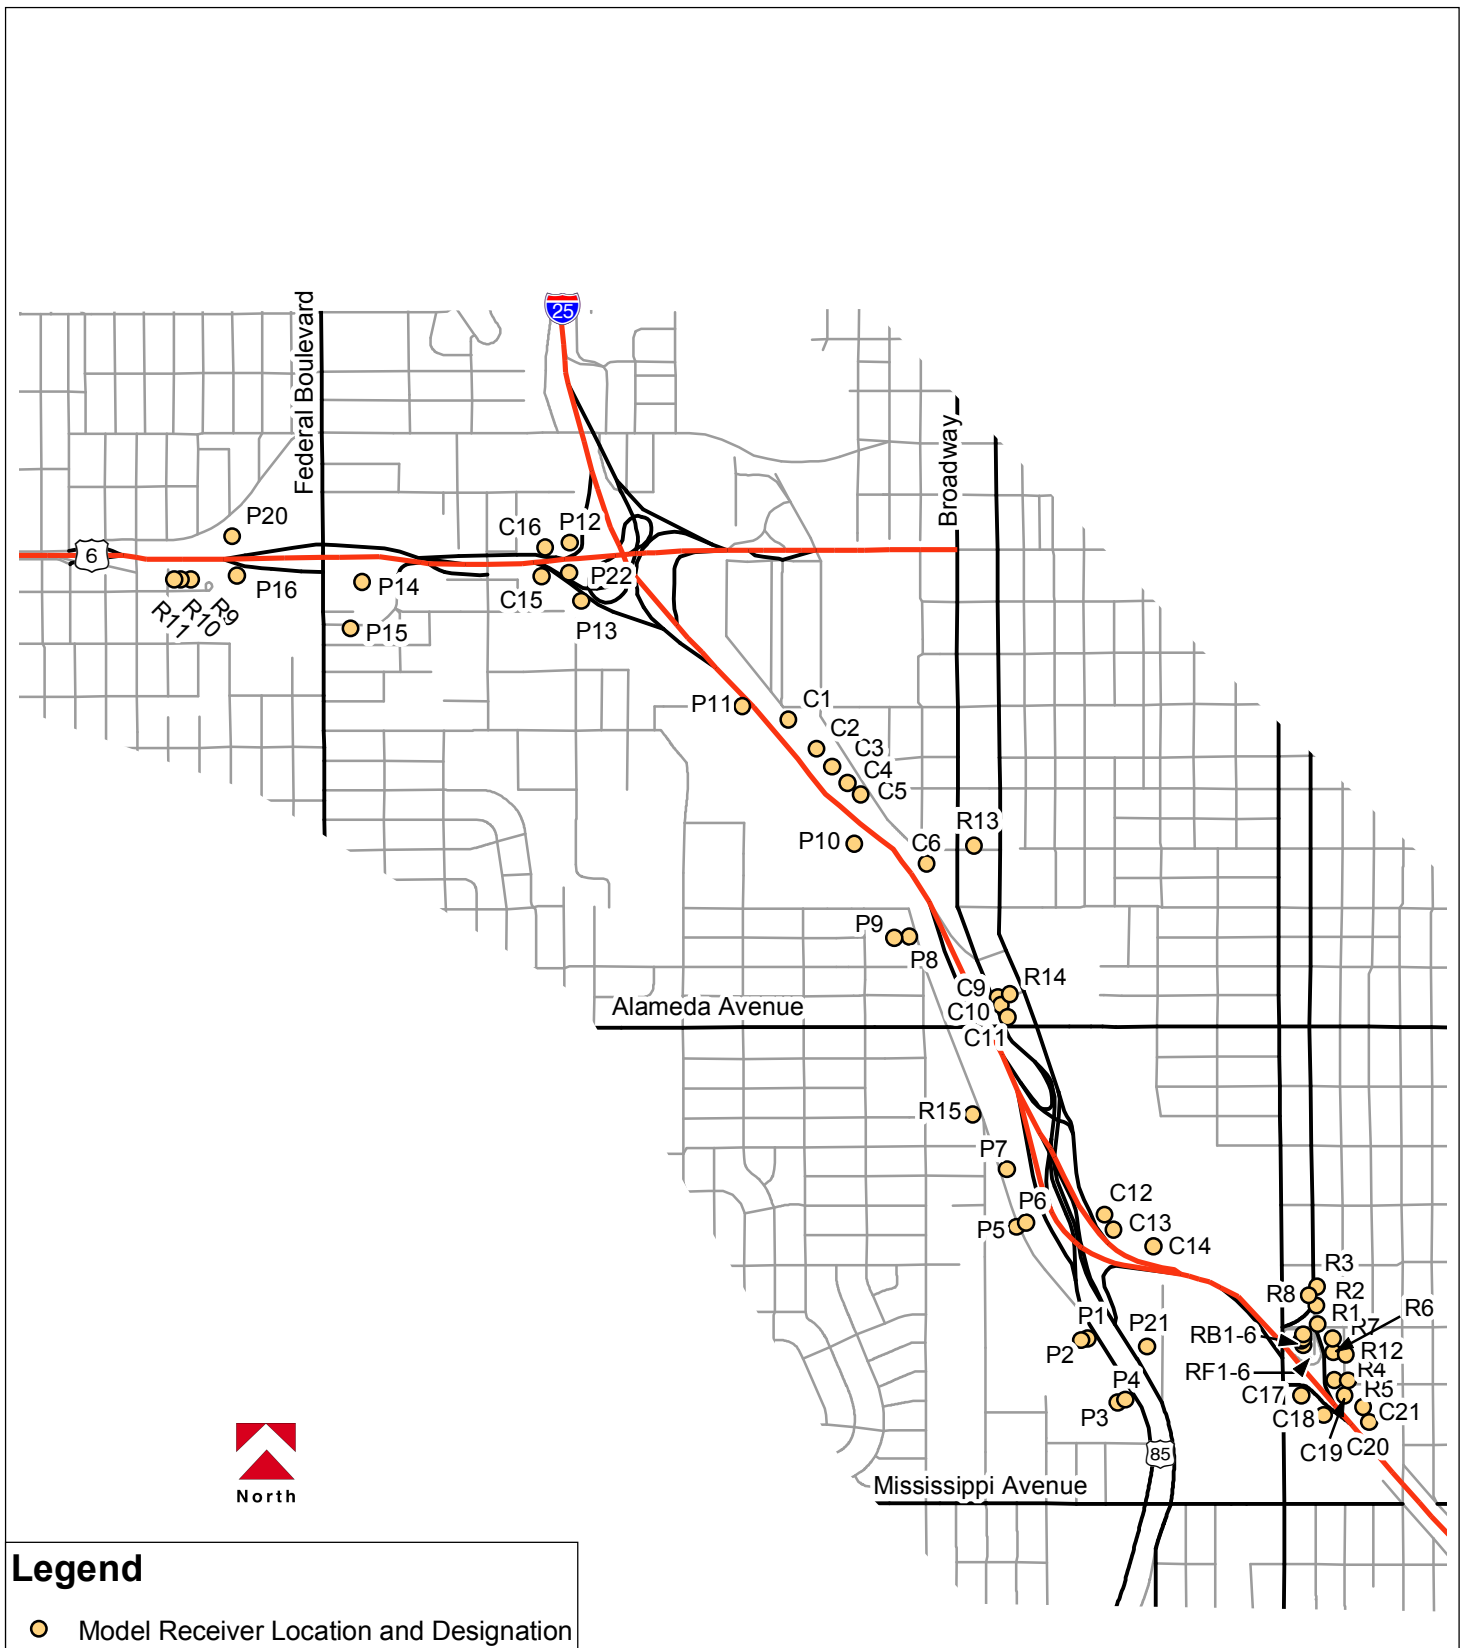 25
Federal Boulevard
Broadway
P20
C16
P12
6
P16
P14
C15
P22
R11
R10
R9
P15
P13
P11
C1
C2
C3
C4
C5
P10
C6
R13
P9
P8
C9
R14
C10
Alameda Avenue
C11
R15
P7
P6
P5
C12
C13
C14
R3
R8
R2
R1
R6
P1
P21
RB1-6
R7
P2
R12
RF1-6
R4
P4
R5
C17
P3
C18
C21
C19
C20
85
Mississippi Avenue
North
Legend
Model Receiver Location and Designation